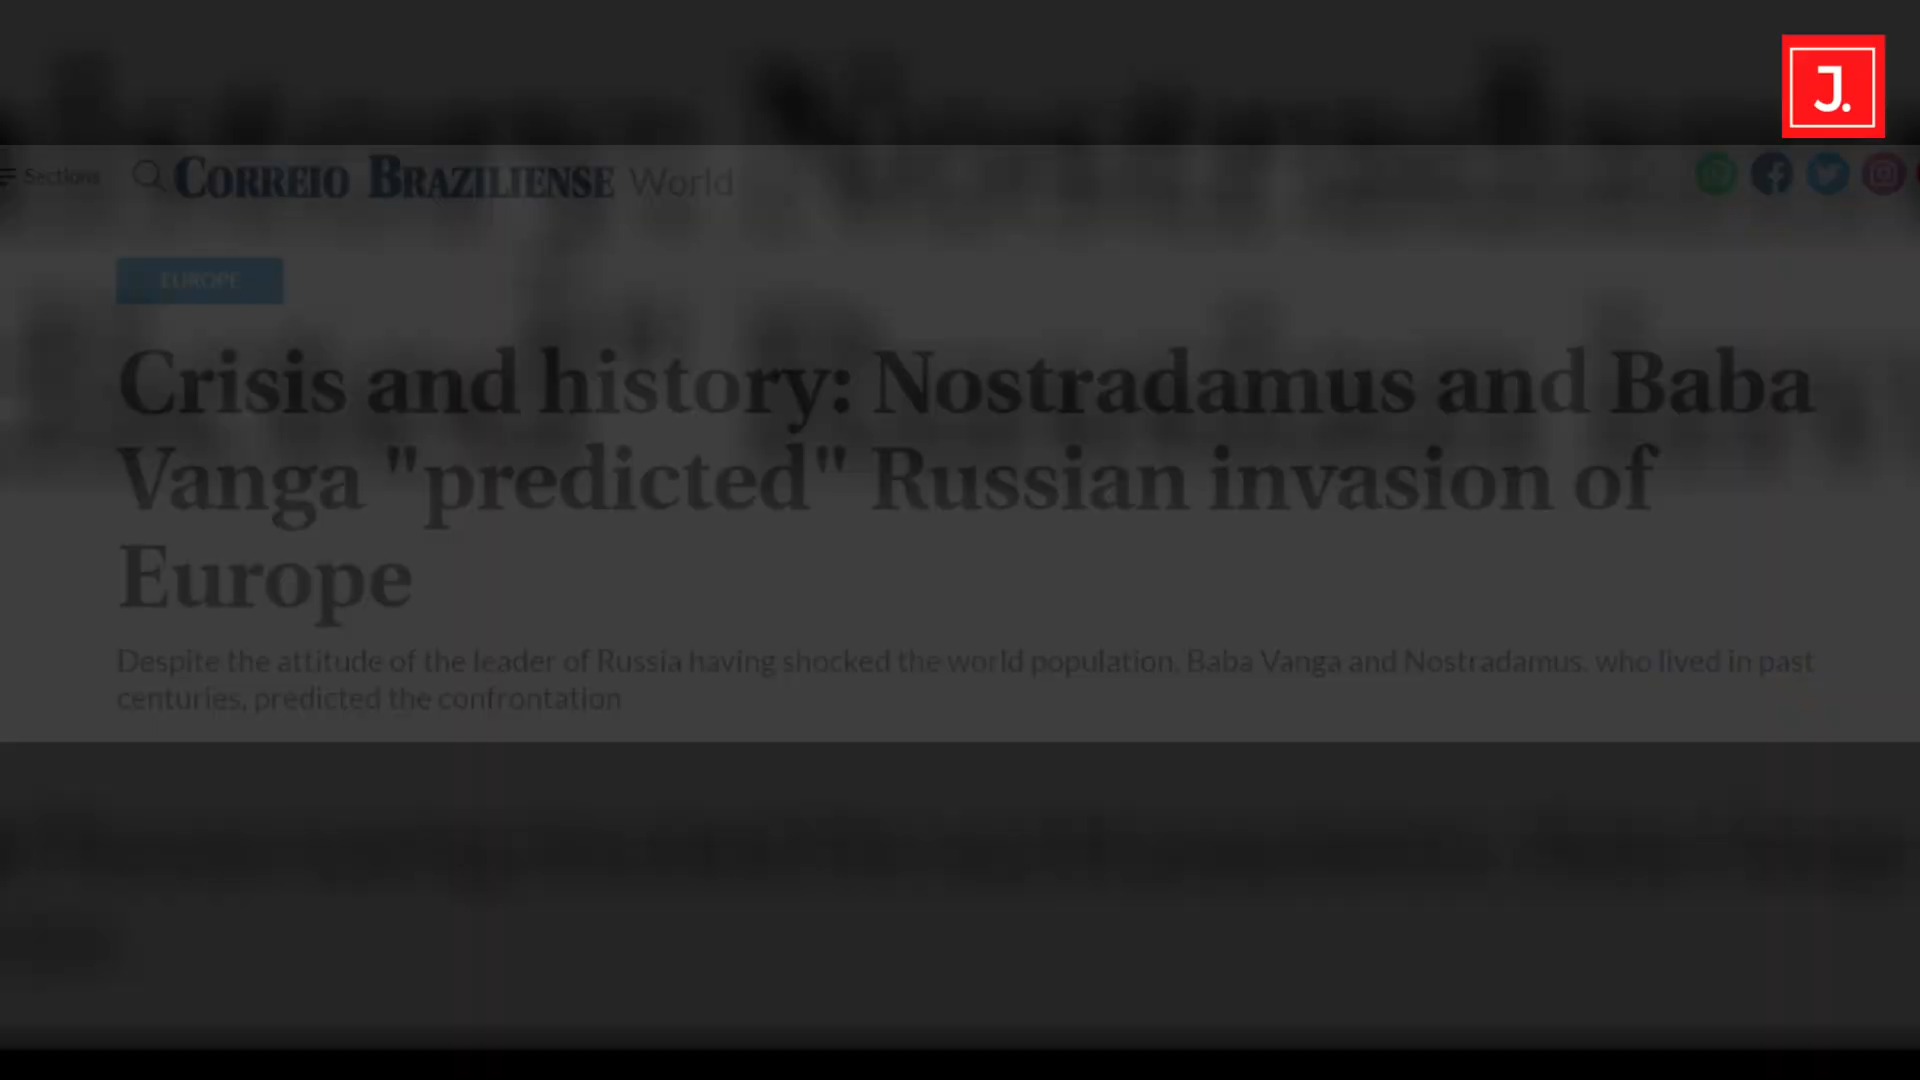 J.
Sections CORREIO BRAZILIENSE World
EUROPE
Crisis and history: Nostradamus and Baba
Vanga "predicted" Russian invasion of
Europe
Despite the attitude of the leader of Russia having shocked the world population, Baba Vanga and Nostradamus, who lived in past
centuries, predicted the confrontation